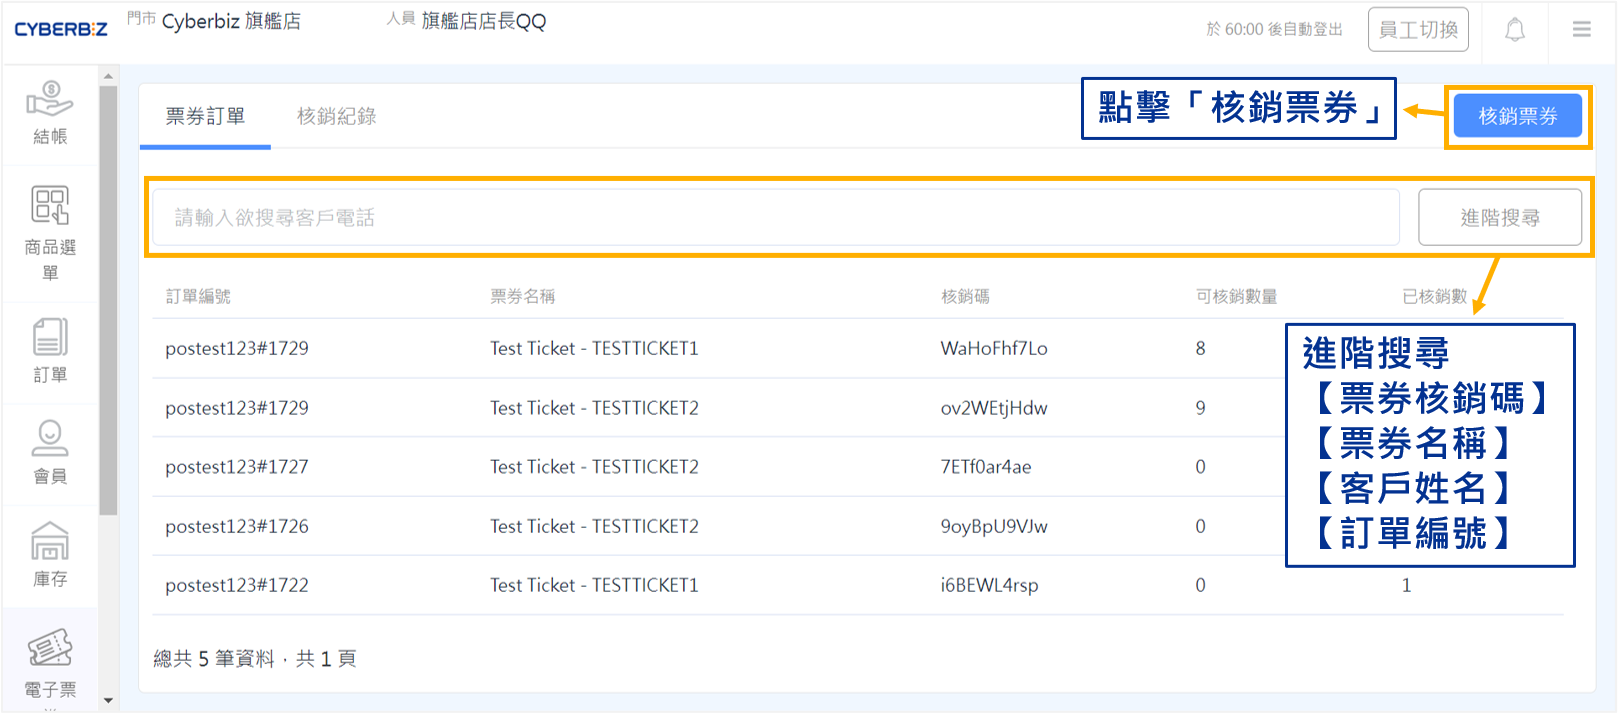 CYBERBIZ
門市 Cyberbiz 旗艦店
人員 旗艦店店長QQ
於 60:00 後自動登出
員工切換
結帳
商品選
單
訂單
會員
庫存
電子票
票券訂單
核銷紀錄
點擊「核銷票券」
核銷票券
請輸入欲搜尋客戶電話
進階搜尋
訂單編號 票券名稱 核銷碼 可核銷數量 已核銷數
postest123#1729 Test Ticket - TESTTICKET1 WaHoFhf7Lo 8
postest123#1729 Test Ticket - TESTTICKET2 ov2WEtjHdw 9
postest123#1727 Test Ticket - TESTTICKET2 7ETf0ar4ae 0
postest123#1726 Test Ticket - TESTTICKET2 9oyBpU9VJw 0
postest123#1722 Test Ticket - TESTTICKET1 i6BEWL4rsp 0 1
進階搜尋
【票券核銷碼】
【票券名稱】
【客戶姓名】
【訂單編號】
總共 5 筆資料，共 1 頁